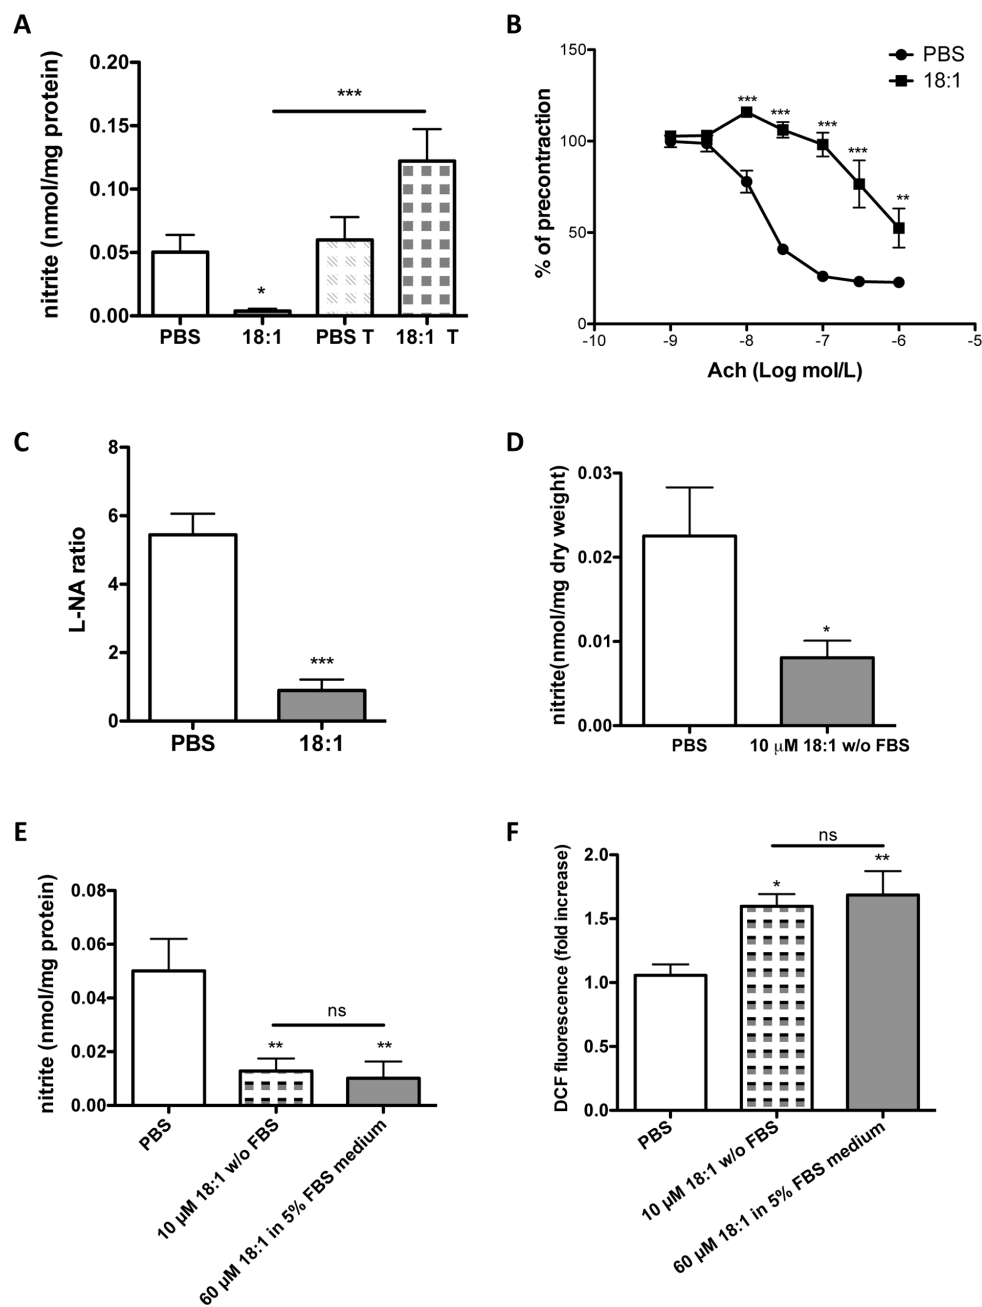 A
nitrite (nmol/mg protein)
0.20
0.15
0.10
0.05
0.00
***
*
PBS
18:1
PBS T
18:1 T
B
% of precontraction
150
100
50
0
PBS
18:1
***
***
***
***
**
-10
-9
-8
-7
-6
-5
Ach (Log mol/L)
C
L-NA ratio
8
6
4
2
0
***
PBS
18:1
D
nitrite(nmol/mg dry weight)
0.03
0.02
0.01
0.00
*
PBS
10 μM 18:1 w/o FBS
E
nitrite (nmol/mg protein)
0.08
0.06
0.04
0.02
0.00
ns
**
**
PBS
10 μM 18:1 w/o FBS
60 μM 18:1 in 5% FBS medium
F
DCF fluorescence (fold increase)
2.0
1.5
1.0
0.5
0.0
ns
*
**
PBS
10 μM 18:1 w/o FBS
60 μM 18:1 in 5% FBS medium